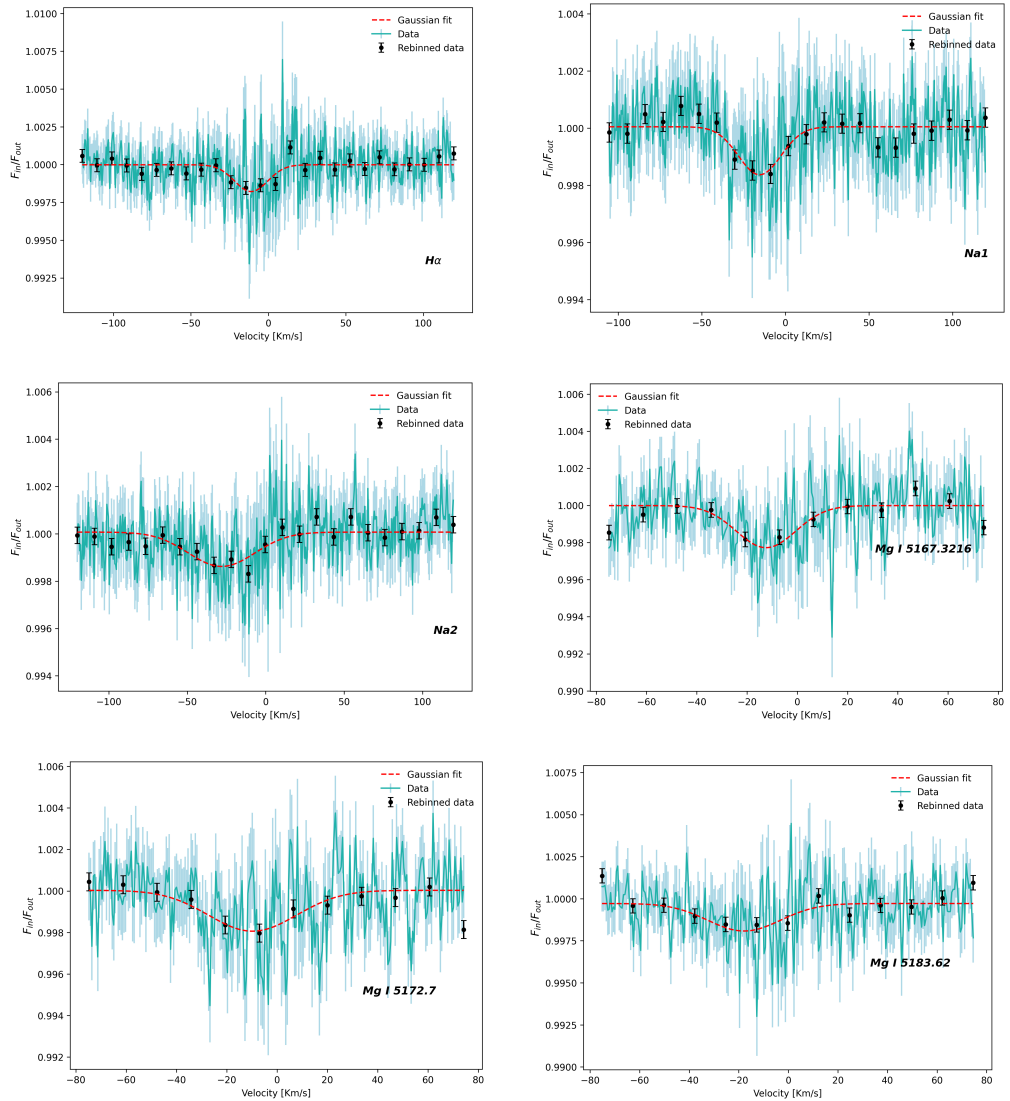 1.0100
1.0075
1.0050
1.0025
1.0000
0.9975
0.9950
0.9925
F_in/F_out
Gaussian fit
Data
Rebinned data
Hα
−100
−50
0
50
100
Velocity [Km/s]
1.004
1.002
1.000
0.998
0.996
0.994
F_in/F_out
Gaussian fit
Data
Rebinned data
Na1
−100
−50
0
50
100
Velocity [Km/s]
1.006
1.004
1.002
1.000
0.998
0.996
0.994
F_in/F_out
Gaussian fit
Data
Rebinned data
Na2
−100
−50
0
50
100
Velocity [Km/s]
1.006
1.004
1.002
1.000
0.998
0.996
0.994
0.992
0.990
F_in/F_out
Gaussian fit
Data
Rebinned data
Mg I 5167.3216
−80
−60
−40
−20
0
20
40
60
80
Velocity [Km/s]
1.006
1.004
1.002
1.000
0.998
0.996
0.994
0.992
F_in/F_out
Gaussian fit
Data
Rebinned data
Mg I 5172.7
−80
−60
−40
−20
0
20
40
60
80
Velocity [Km/s]
1.0075
1.0050
1.0025
1.0000
0.9975
0.9950
0.9925
0.9900
F_in/F_out
Gaussian fit
Data
Rebinned data
Mg I 5183.62
−80
−60
−40
−20
0
20
40
60
80
Velocity [Km/s]